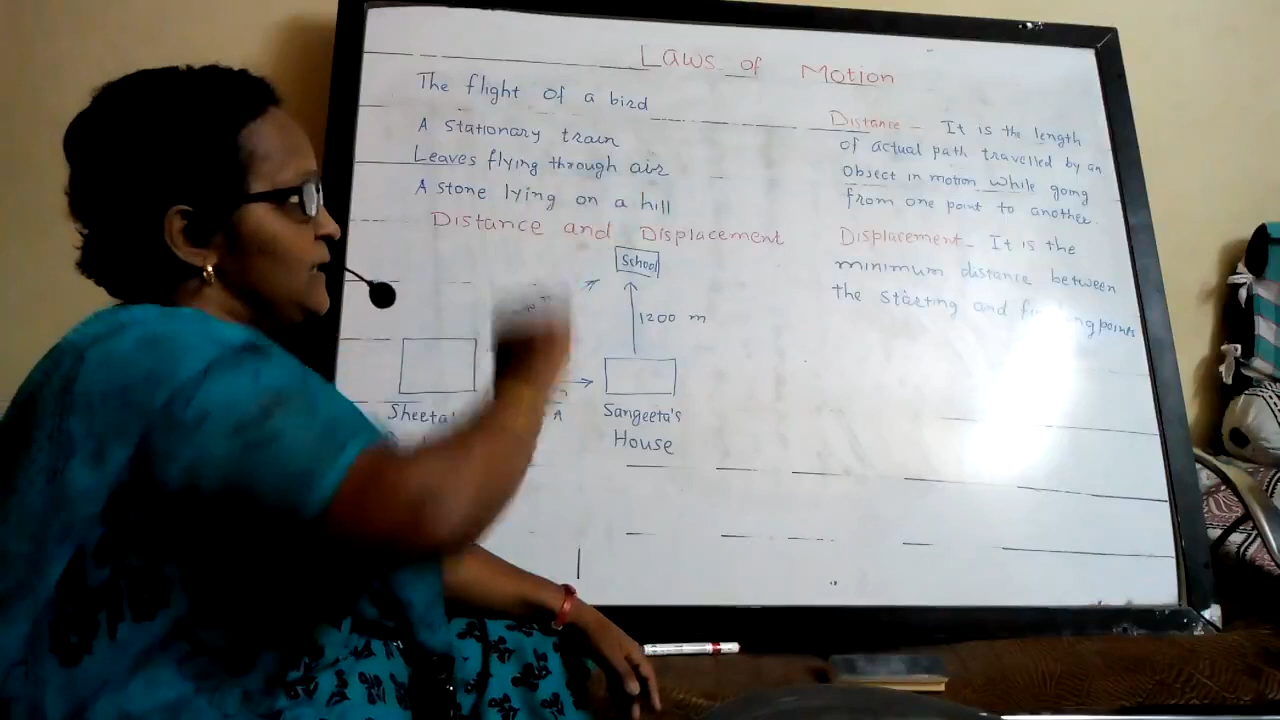 Laws of Motion
The flight of a bird
A stationary train
Leaves flying through air
A stone lying on a hill
Distance and Displacement
School
1200 m
Sheeta's
A
Sangeeta's
House
Distance - It is the length
of actual path travelled by an
object in motion while going
from one point to another.
Displacement - It is the
minimum distance between
the starting and points